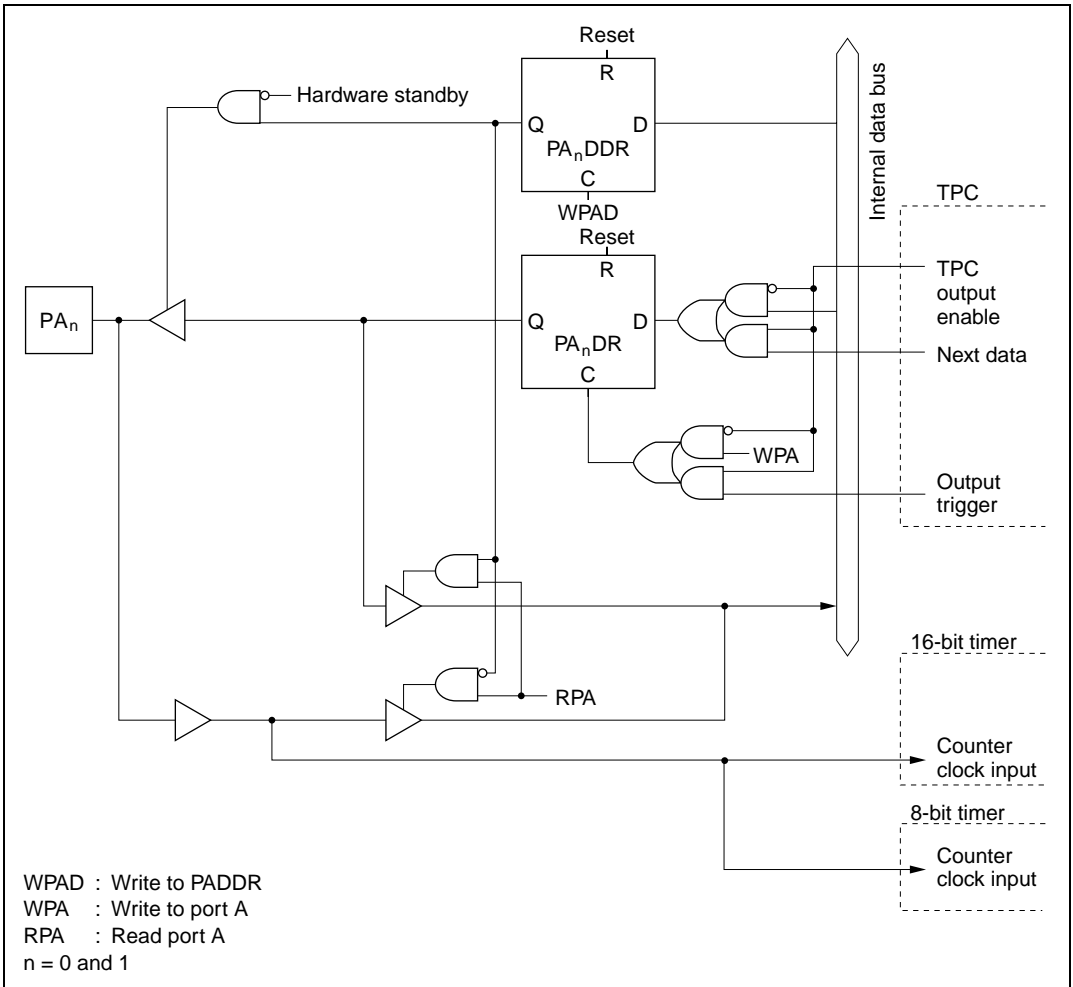 Reset
R
Hardware standby
Q
D
PAnDDR
C
WPAD
Internal data bus
TPC
Reset
R
TPC
output
enable
PAn
Q
D
PAnDR
C
Next data
WPA
Output
trigger
RPA
16-bit timer
Counter
clock input
8-bit timer
Counter
clock input
WPAD : Write to PADDR
WPA : Write to port A
RPA : Read port A
n = 0 and 1